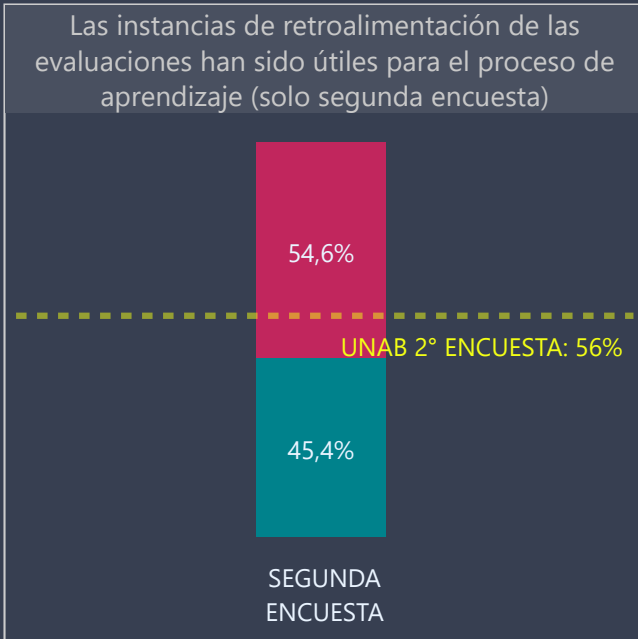 Las instancias de retroalimentación de las
evaluaciones han sido útiles para el proceso de
aprendizaje (solo segunda encuesta)
54,6%
UNAB 2° ENCUESTA: 56%
45,4%
SEGUNDA
ENCUESTA